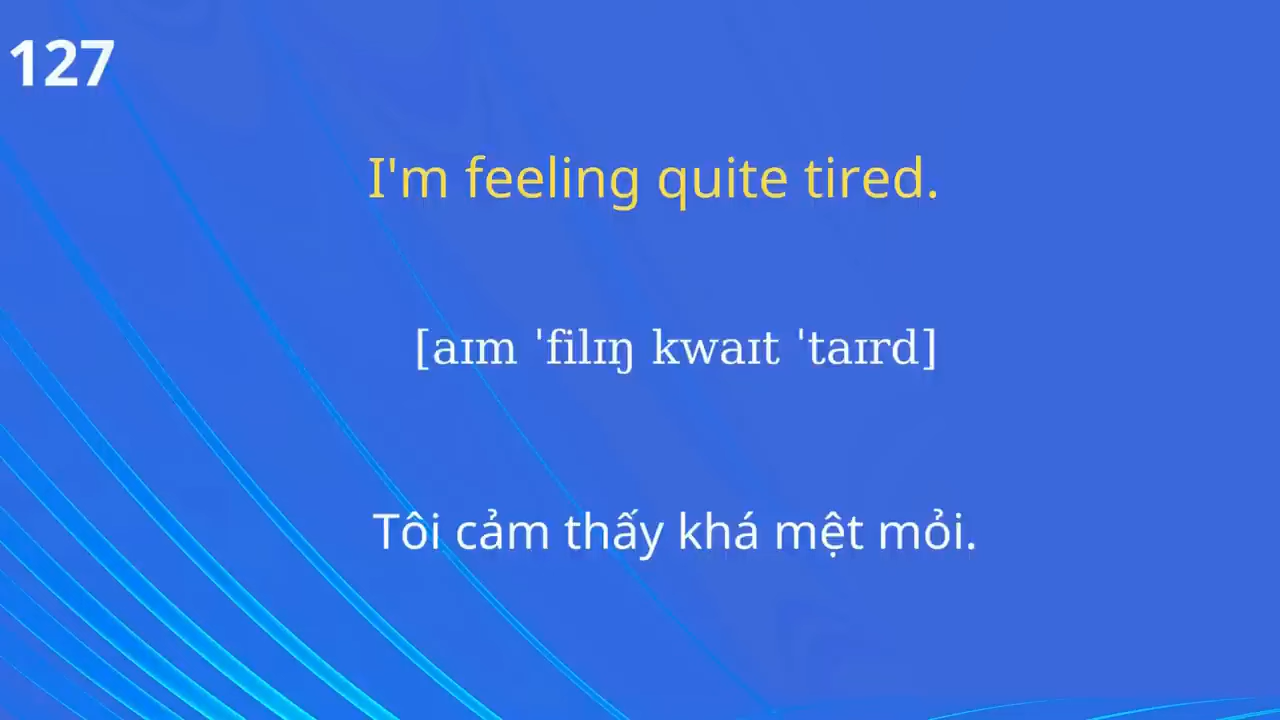 127
I'm feeling quite tired.
[aɪm ˈfilɪŋ kwaɪt ˈtaɪrd]
Tôi cảm thấy khá mệt mỏi.